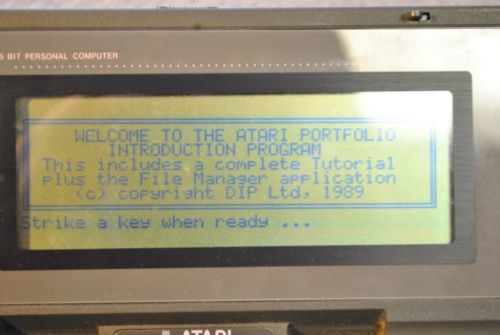 6 BIT PERSONAL COMPUTER
WELCOME TO THE ATARI PORTFOLIO
INTRODUCTION PROGRAM
This includes a complete Tutorial
plus the File Manager application
(c) copyright DIP Ltd, 1989
Strike a key when ready ...
ATARI